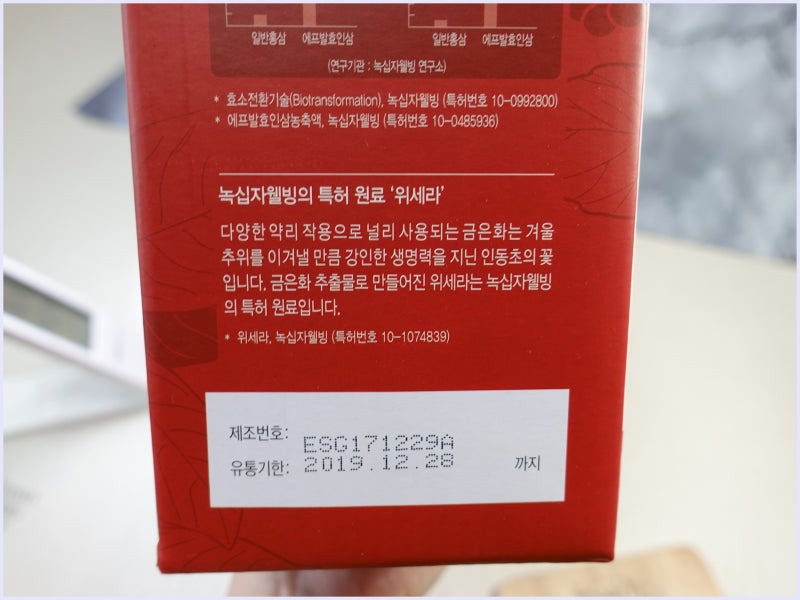 일반홍삼 에프발효인삼 일반홍삼 에프발효인삼
(연구기관 : 녹십자웰빙 연구소)
* 효소전환기술(Biotransformation), 녹십자웰빙 (특허번호 10-0992800)
* 에프발효인삼농축액, 녹십자웰빙 (특허번호 10-0485936)
녹십자웰빙의 특허 원료 ‘위세라’
다양한 약리 작용으로 널리 사용되는 금은화는 겨울
추위를 이겨낼 만큼 강인한 생명력을 지닌 인동초의 꽃
입니다. 금은화 추출물로 만들어진 위세라는 녹십자웰빙
의 특허 원료입니다.
* 위세라, 녹십자웰빙 (특허번호 10-1074839)
제조번호: ESG171229A
유통기한: 2019.12.28 까지